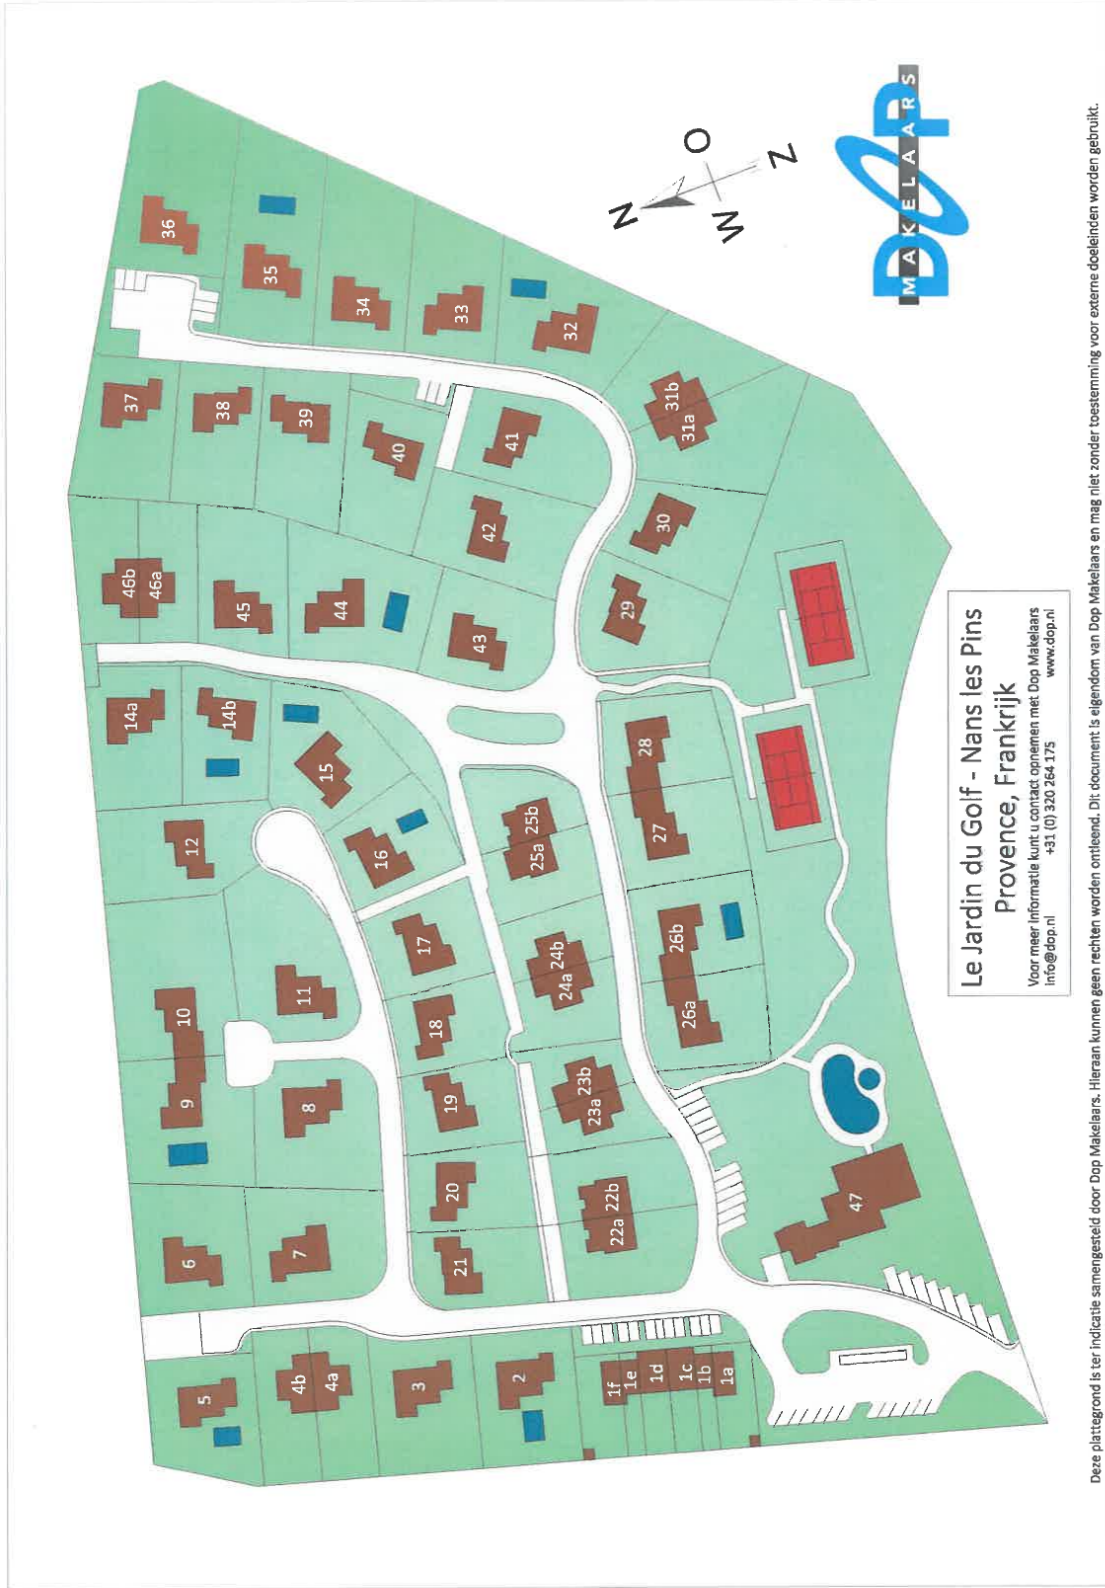 36
35
34
33
32
31b
31a
30
29
37
38
39
40
41
42
43
44
45
46b
46a
14a
14b
15
16
12
10
9
11
8
17
18
19
20
21
6
7
25b
25a
24b
24a
23b
23a
22b
22a
28
27
26b
26a
47
5
4b
4a
3
2
1f
1e
1d
1c
1b
1a
N
O
W
Z
DOP
MAKELAARS
Le Jardin du Golf - Nans les Pins
Provence, Frankrijk
Voor meer informatie kunt u contact opnemen met Dop Makelaars
info@dop.nl +31 (0) 320 264 175 www.dop.nl
Deze plattegrond is ter indicatie samengesteld door Dop Makelaars. Hieraan kunnen geen rechten worden ontleend. Dit document is eigendom van Dop Makelaars en mag niet zonder toestemming voor externe doeleinden worden gebruikt.